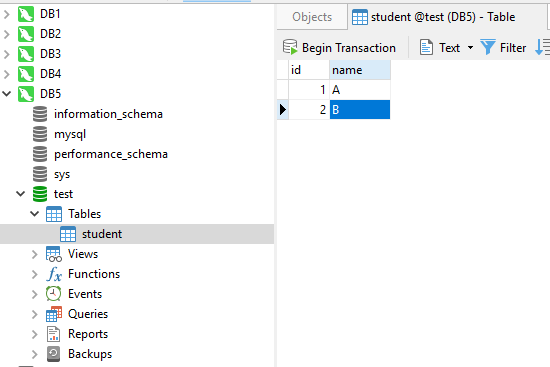 DB1
DB2
DB3
DB4
DB5
information_schema
mysql
performance_schema
sys
test
Tables
student
Views
Functions
Events
Queries
Reports
Backups
Objects
student @test (DB5) - Table
Begin Transaction
Text
Filter
id name
1 A
2 B